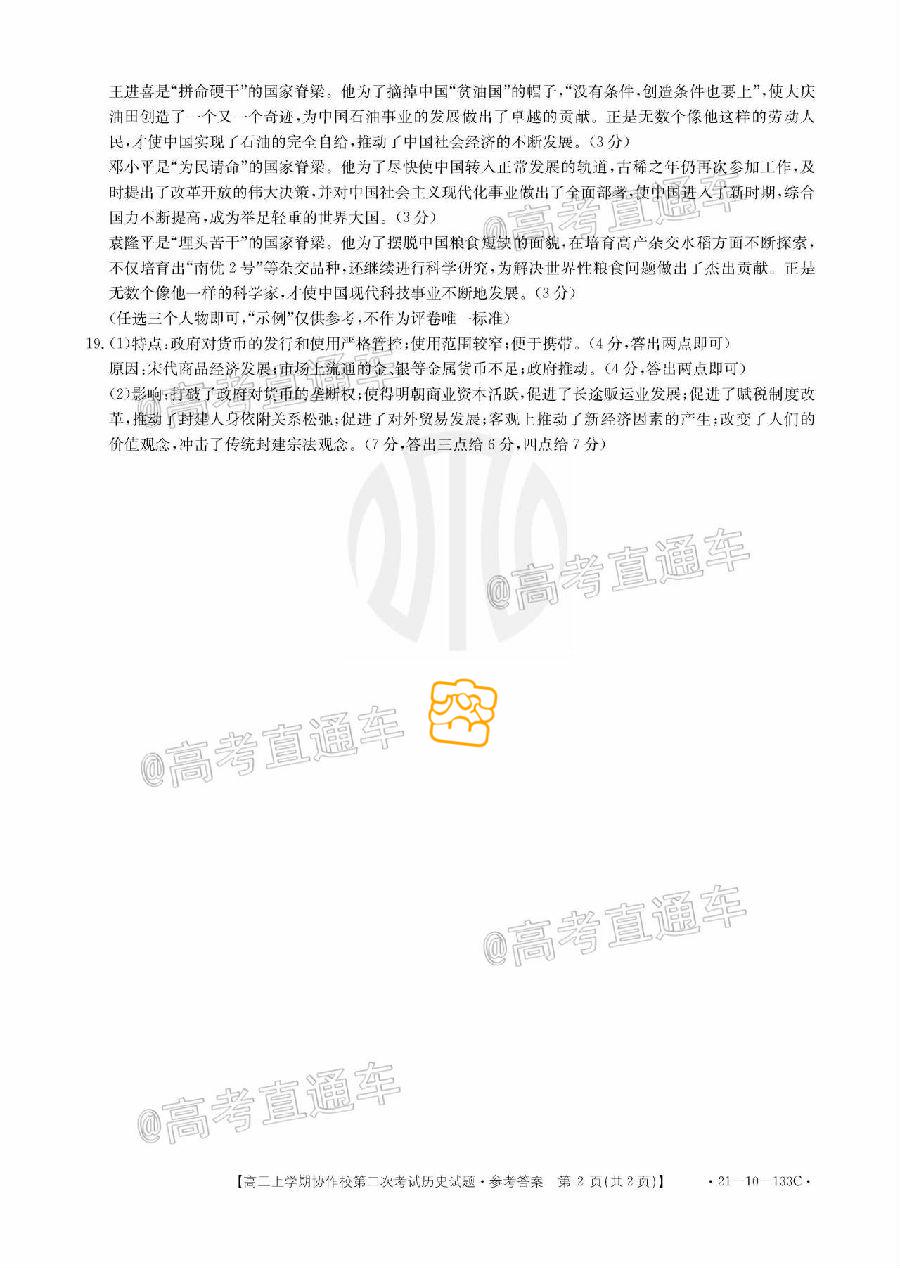 王进喜是“拼命硬干”的国家脊梁。他为了摘掉中国“贫油国”的帽子,“没有条件,创造条件也要上”,使大庆
油田创造了一个又一个奇迹,为中国石油事业的发展做出了卓越的贡献。正是无数个像他这样的劳动人
民,才使中国实现了石油的完全自给,推动了中国社会经济的不断发展。(3分)
邓小平是“为民请命”的国家脊梁。他为了尽快使中国转入正常发展的轨道,古稀之年仍再次参加工作,及
时提出了改革开放的伟大决策,并对中国社会主义现代化事业做出了全面部署,使中国进入了新时期,综合
国力不断提高,成为举足轻重的世界大国。(3分)
袁隆平是“埋头苦干”的国家脊梁。他为了摆脱中国粮食短缺的面貌,在培育高产杂交水稻方面不断探索,
不仅培育出“南优2号”等杂交品种,还继续进行科学研究,为解决世界性粮食问题做出了杰出贡献。正是
无数个像他一样的科学家,才使中国现代科技事业不断地发展。(3分)
(任选三个人物即可,“示例”仅供参考,不作为评卷唯一标准)
19.(1)特点:政府对货币的发行和使用严格管控;使用范围较窄;便于携带。(4分,答出两点即可)
原因:宋代商品经济发展;市场上流通的金、银等金属货币不足;政府推动。(4分,答出两点即可)
(2)影响:打破了政府对货币的垄断权;使得明朝商业资本活跃,促进了长途贩运业发展;促进了赋税制度改
革,推动了封建人身依附关系松弛;促进了对外贸易发展;客观上推动了新经济因素的产生;改变了人们的
价值观念,冲击了传统封建宗法观念。(7分,答出三点给6分,四点给7分)
@高考直通车
@高考直通车
@高考直通车
密
@高考直通车
@高考直通车
@高考直通车
【高二上学期协作校第二次考试历史试题·参考答案 第2页(共2页)】 ·21-10-133C·